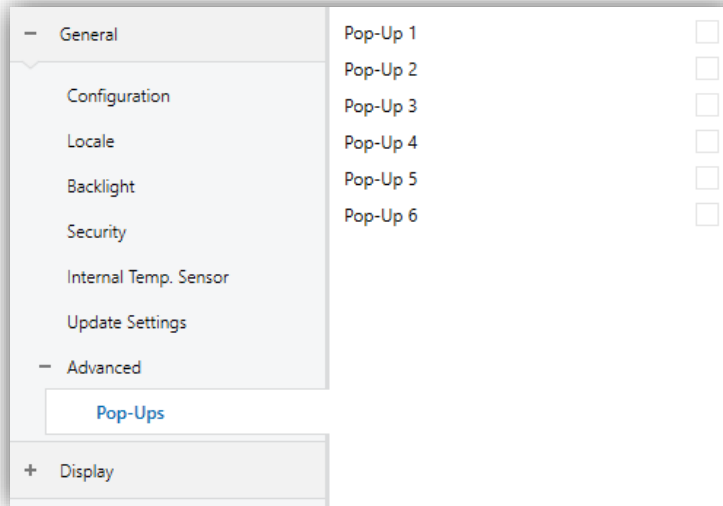 General
Configuration
Locale
Backlight
Security
Internal Temp. Sensor
Update Settings
Advanced
Pop-Ups
Display
Pop-Up 1
Pop-Up 2
Pop-Up 3
Pop-Up 4
Pop-Up 5
Pop-Up 6